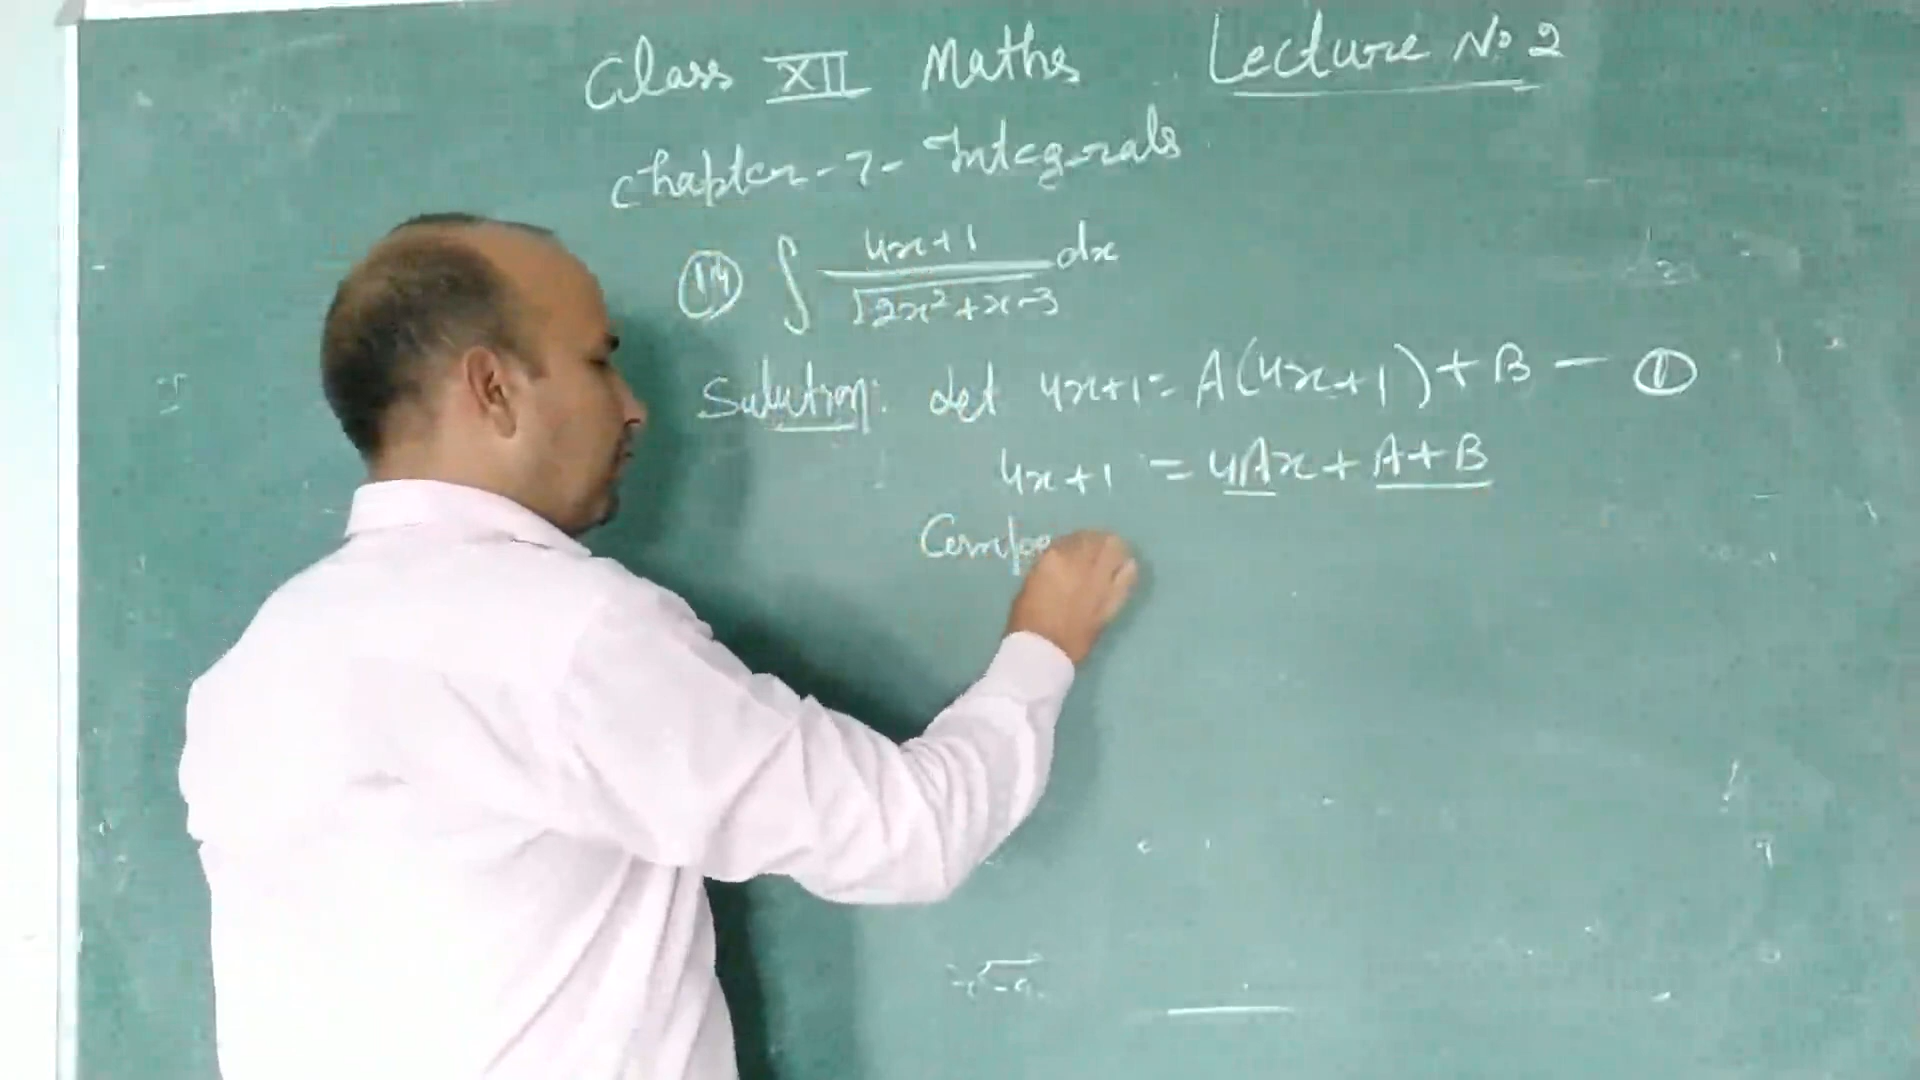 Class XII Maths Lecture No 2
Chapter-7- Integrals
(14) ∫ 4x+1 / √2x²+x-3 dx
Solution: Let 4x+1 = A(4x+1)+B — (1)
4x+1 = 4Ax + A+B